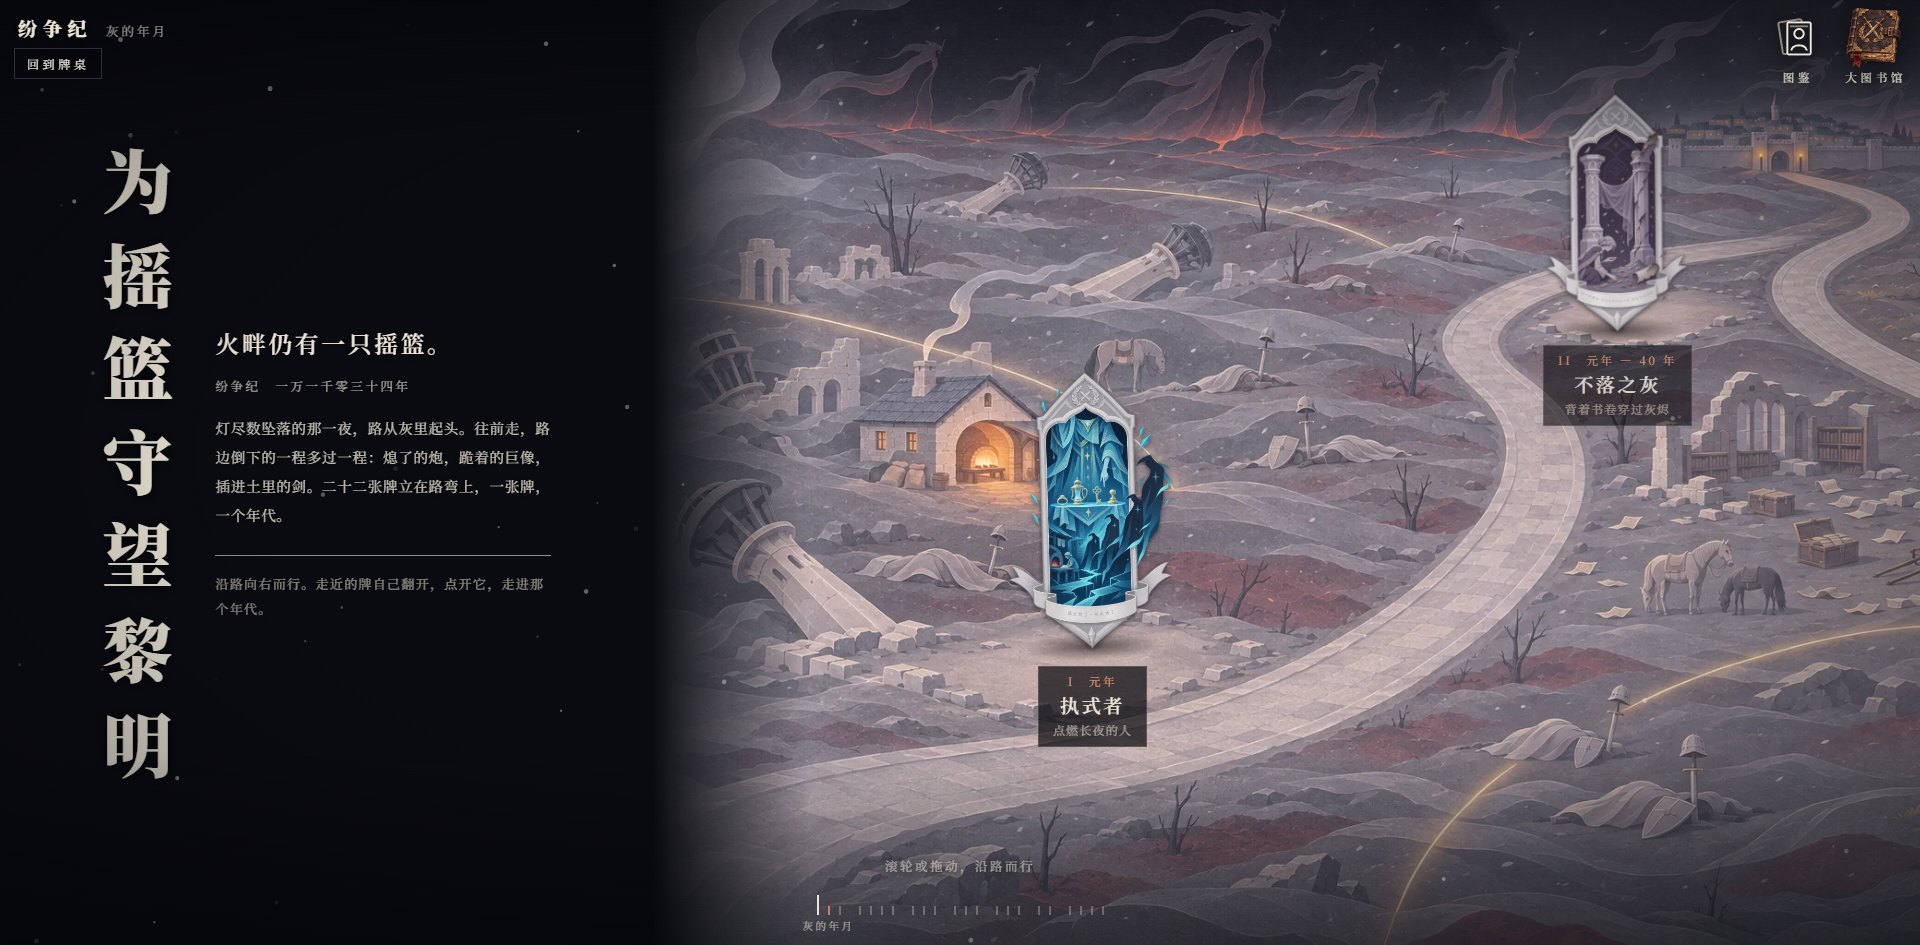 纷争纪 灰的年月
回到牌桌
图鉴
大图书馆
为摇篮守望黎明
火畔仍有一只摇篮。
纷争纪 一万一千零三十四年
灯尽数坠落的那一夜，路从灰里起头。往前走，路
边倒下的一程多过一程：熄了的炮，跪着的巨像，
插进土里的剑。二十二张牌立在路弯上，一张牌，
一个年代。
沿路向右而行。走近的牌自己翻开，点开它，走进那
个年代。
II 元年 — 40 年
不落之灰
背着书卷穿过灰烬
I 元年
执式者
点燃长夜的人
滚轮或拖动，沿路而行
灰的年月